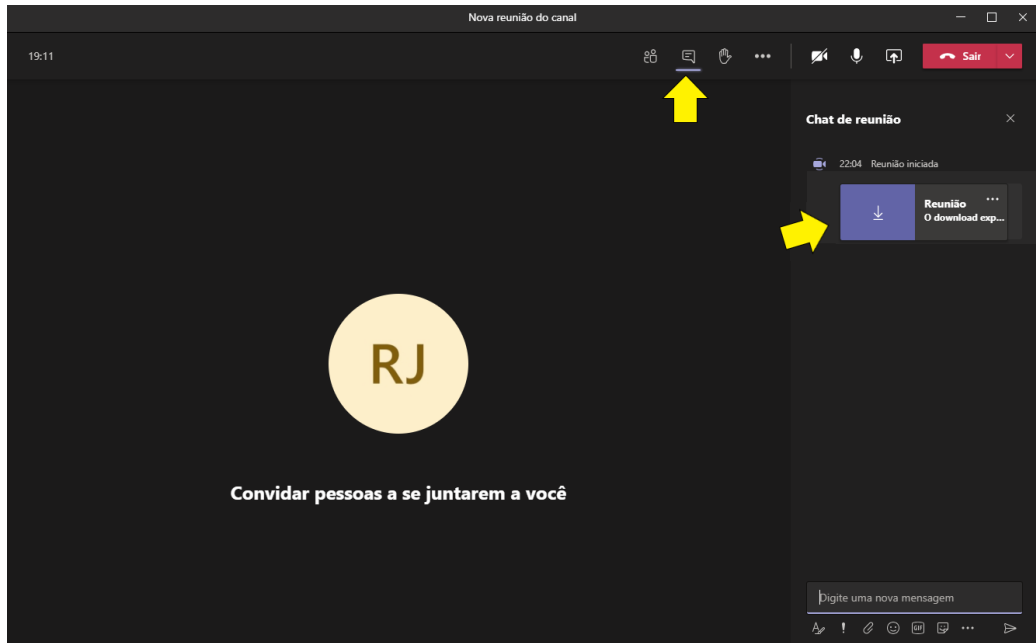 Nova reunião do canal
19:11
Sair
Chat de reunião
22:04 Reunião iniciada
Reunião
O download exp...
RJ
Convidar pessoas a se juntarem a você
Digite uma nova mensagem
GIF